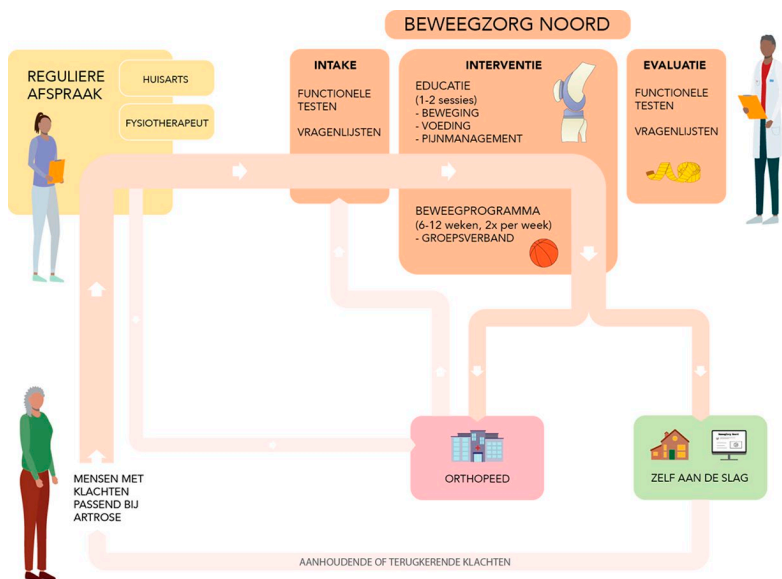 BEWEEGZORG NOORD
REGULIERE
AFSPRAAK
HUISARTS
FYSIOTHERAPEUT
INTAKE
FUNCTIONELE
TESTEN
VRAGENLIJSTEN
INTERVENTIE
EDUCATIE
(1-2 sessies)
- BEWEGING
- VOEDING
- PIJNMANAGEMENT
BEWEEGPROGRAMMA
(6-12 weken, 2x per week)
- GROEPSVERBAND
EVALUATIE
FUNCTIONELE
TESTEN
VRAGENLIJSTEN
MENSEN MET
KLACHTEN
PASSEND BIJ
ARTROSE
ORTHOPEED
ZELF AAN DE SLAG
AANHOUDENDE OF TERUGKERENDE KLACHTEN